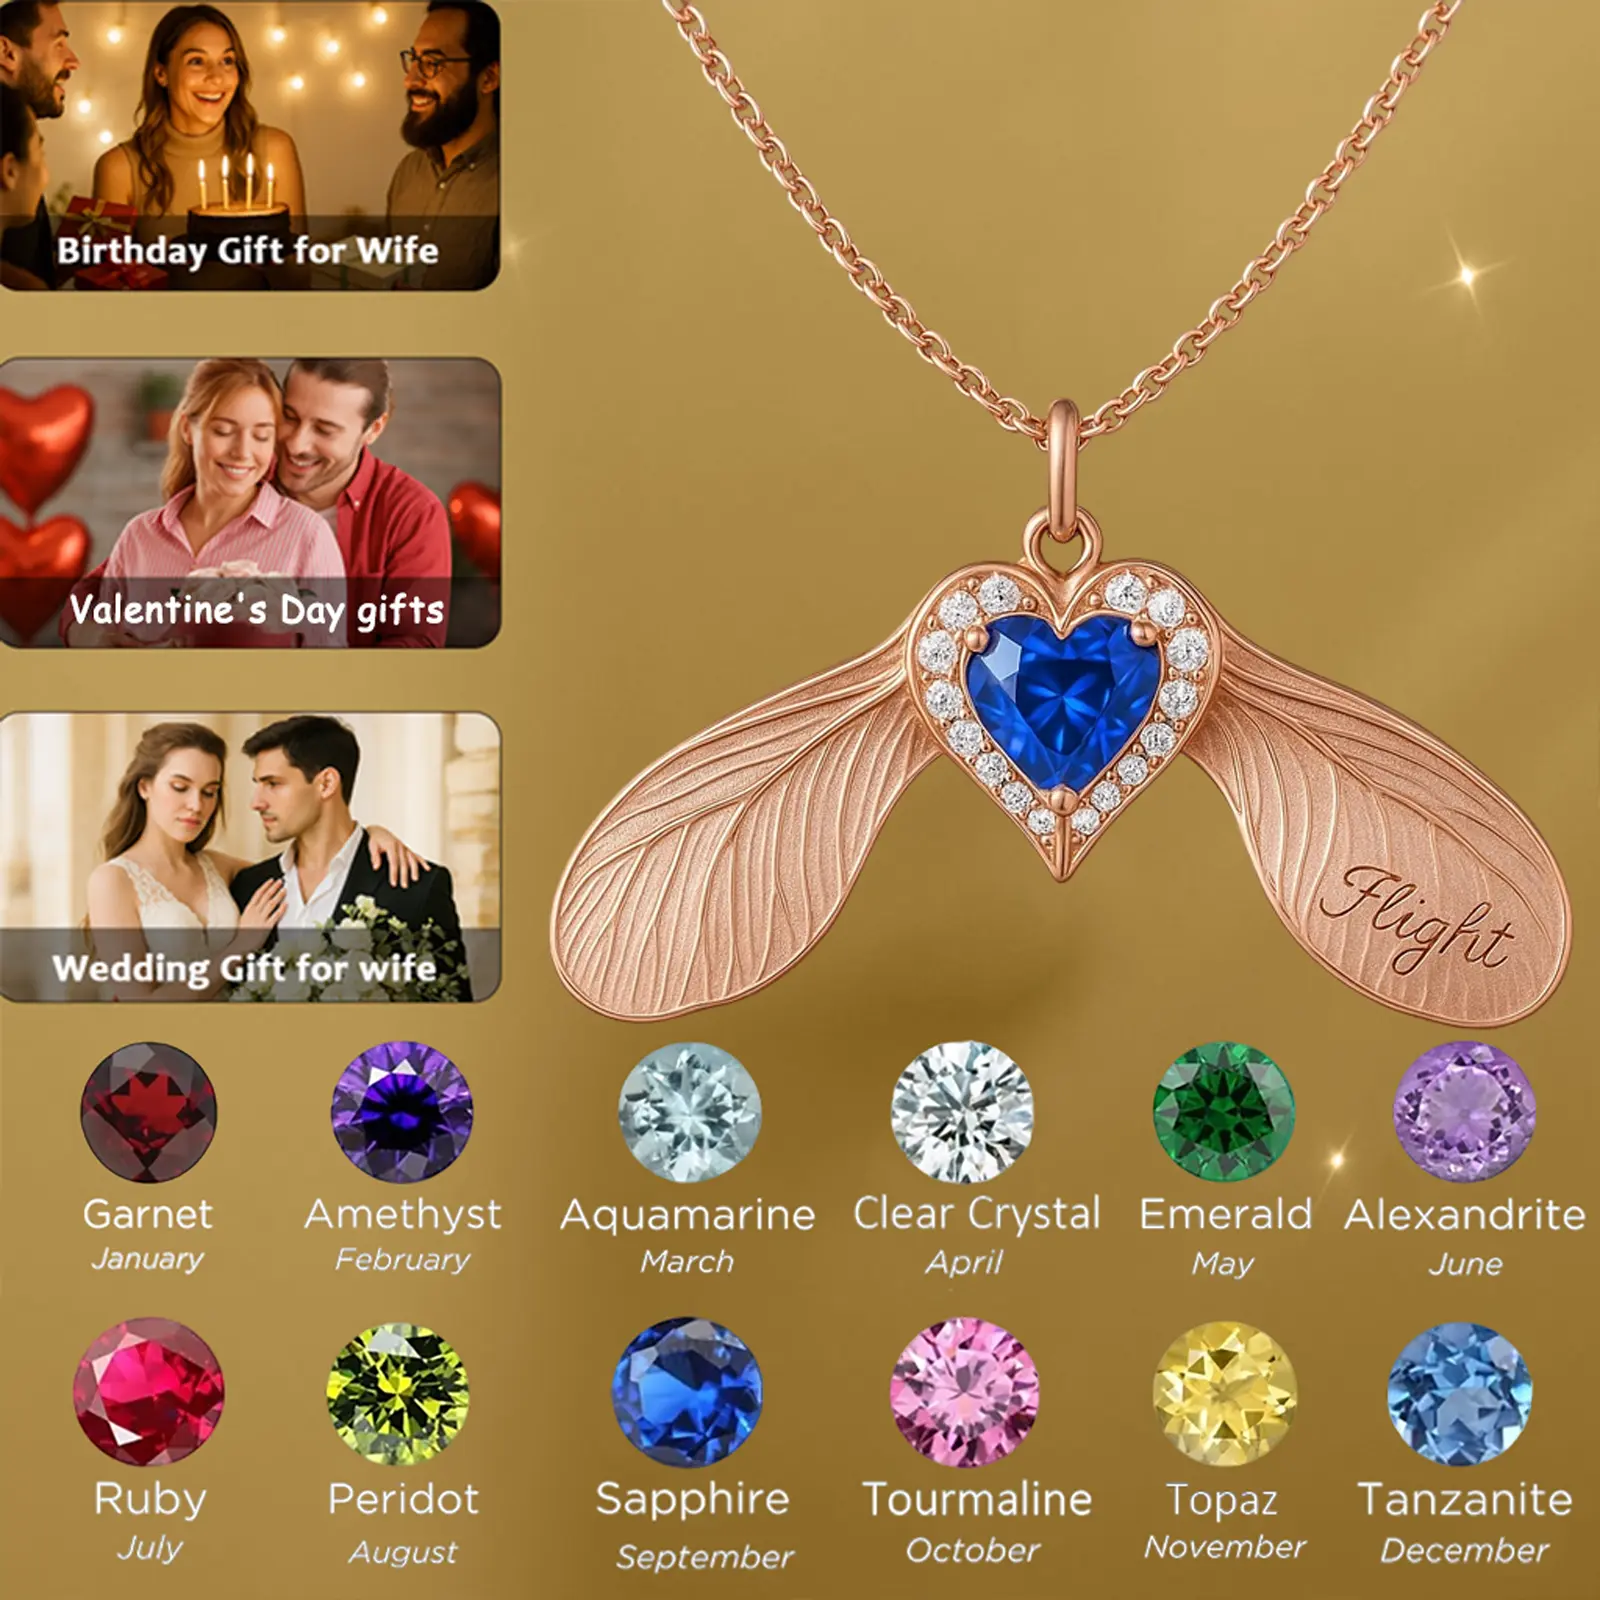 Birthday Gift for Wife
Valentine's Day gifts
Wedding Gift for wife
Flight
Garnet
January
Amethyst
February
Aquamarine
March
Clear Crystal
April
Emerald
May
Alexandrite
June
Ruby
July
Peridot
August
Sapphire
September
Tourmaline
October
Topaz
November
Tanzanite
December